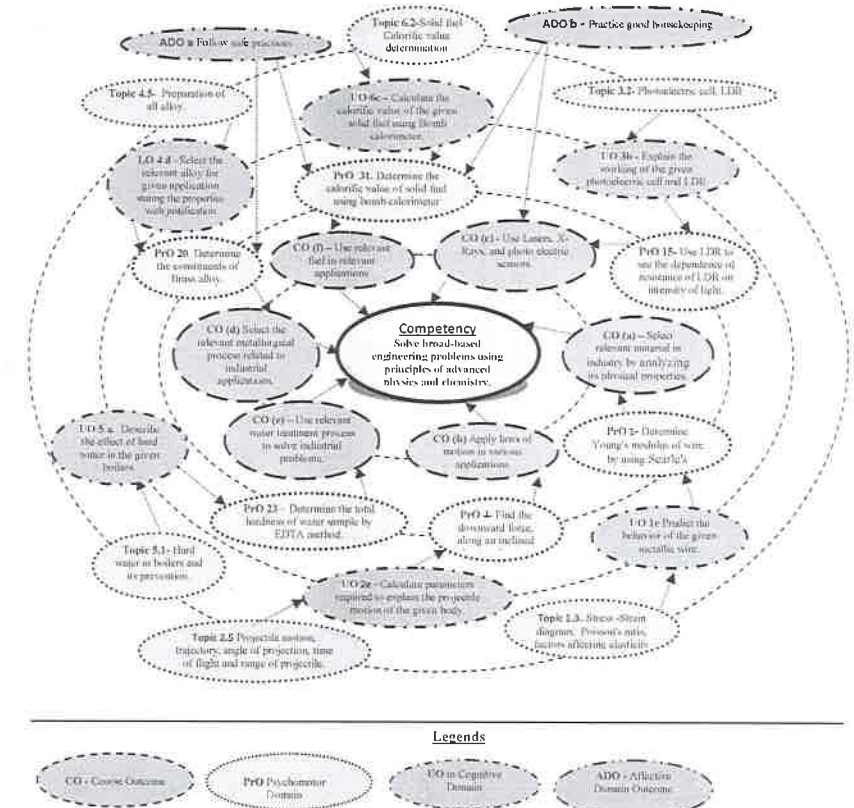 Topic 6.2-Solid fuel
Calorific value
determination
ADO a Follow safe practices
ADO b - Practice good housekeeping
Topic 4.5- Preparation of
all alloy.
UO 6c - Calculate the
calorific value of the given
solid fuel using Bomb
calorimeter.
Topic 3.2- Photoelectric cell, LDR
LO 4.d - Select the
relevant alloy for
given application
stating the properties
with
PrO 31. Determine the
calorific value of solid fuel
using bomb calorimeter
UO 3b - Explain the
working of the given
photoelectric cell and LDR
PrO 20. Determine
the constituents of
Brass alloy.
CO (f) – Use relevant
fuel in relevant
applications
CO (c) - Use Lasers, X-
Rays, and photo electric
sensors.
PrO 15- Use LDR to
see the dependence of
resistance of LDR on
intensity of light.
CO (d) Select the
relevant metallurgical
process related to
industrial
applications.
Competency
Solve broad-based
engineering problems using
principles of advanced
physics and chemistry.
CO (a) – Select
relevant material in
industry by analyzing
its physical properties.
UO 5 a. Describe
the effect of hard
water in the given
boilers
CO (e) – Use relevant
water treatment process
to solve industrial
problems.
CO (b) Apply laws of
motion in various
applications
Determine
Young's modulus of wire
by using Searle's
PrO 23 – Determine the total
hardness of water sample by
EDTA method.
Find the
downward force,
along an inclined
UO 1c Predict the
behavior of the given
metallic wire.
Topic 5.1- Hard
water in boilers and
its prevention.
UO 2e - Calculate parameters
required to explain the projectile
motion of the given body.
Topic 2.5 Projectile motion,
trajectory, angle of projection, time
of flight and range of projectile.
Topic 1.3. Stress -Strain
diagram, Poisson's ratio,
factors affecting elasticity
Legends
CO - Course Outcome
PrO Psychomotor
Domain
UO in Cognitive
Domain
ADO - Affective
Domain Outcome